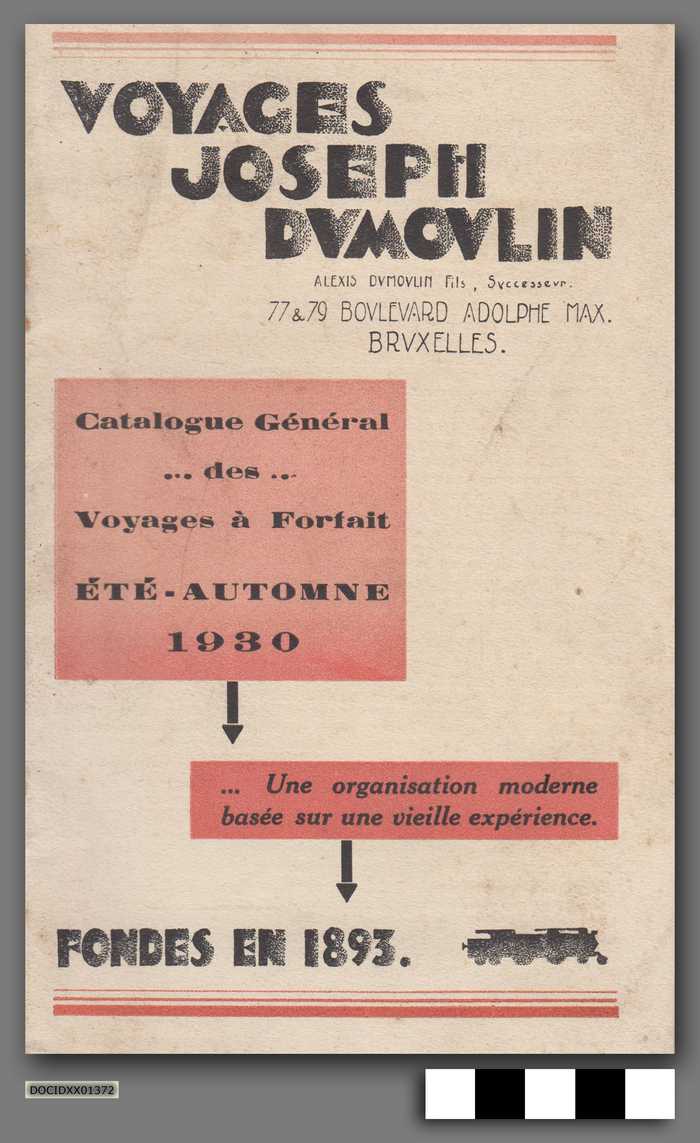 VOYAGES
JOSEPH
DVMOVLIN
ALEXIS DVMOVLIN Fils, Svccessevr.
77 & 79 BOVLEVARD ADOLPHE MAX.
BRVXELLES.
Catalogue Général
... des ...
Voyages à Forfait
ÉTÉ-AUTOMNE
1930
... Une organisation moderne
basée sur une vieille expérience.
FONDES EN 1893.
DOCIDXX01372